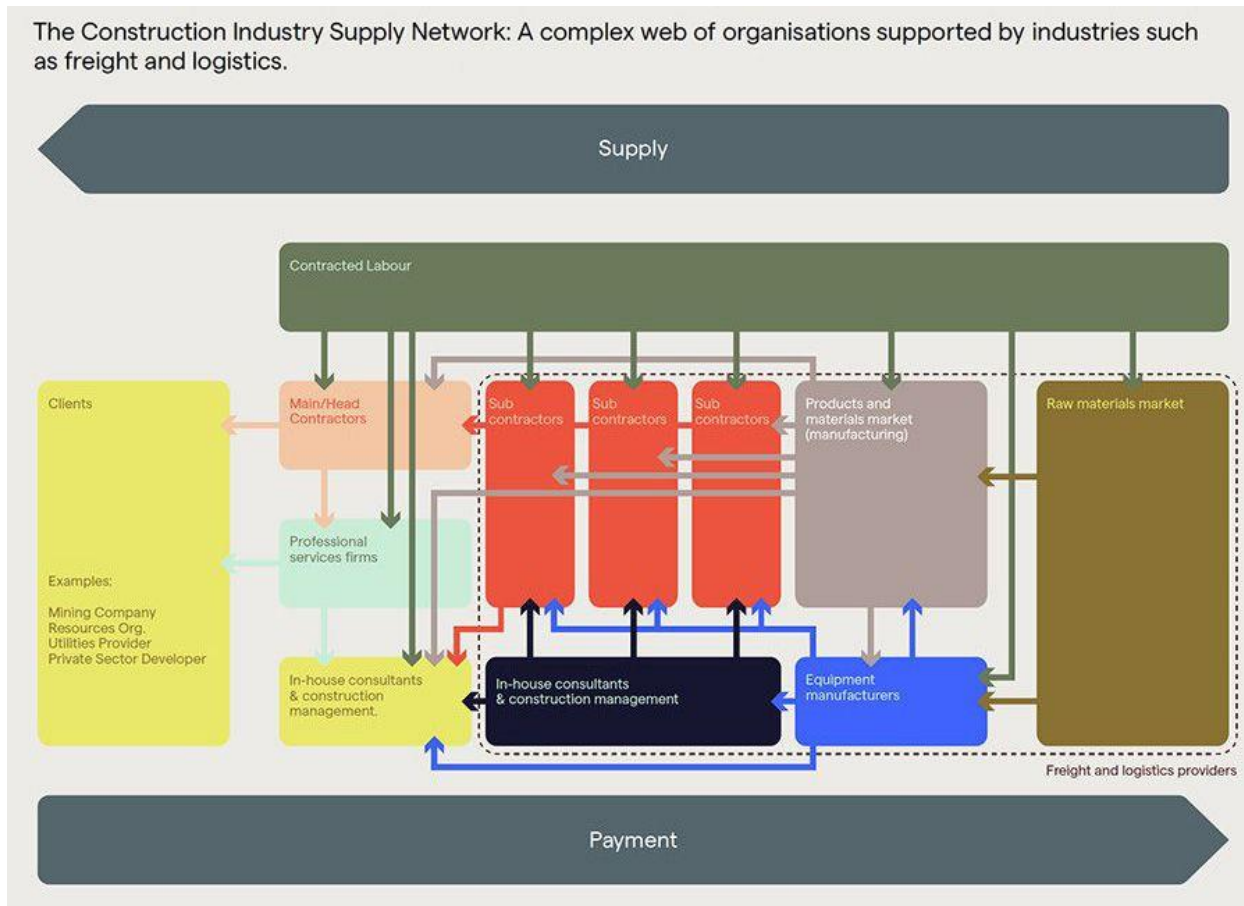 The Construction Industry Supply Network: A complex web of organisations supported by industries such
as freight and logistics.
Supply
Contracted Labour
Clients
Examples:
Mining Company
Resources Org.
Utilities Provider
Private Sector Developer
Main/Head
Contractors
Professional
services firms
In-house consultants
& construction
management.
Sub
contractors
Sub
contractors
Sub
contractors
Products and
materials market
(manufacturing)
Raw materials market
In-house consultants
& construction management
Equipment
manufacturers
Freight and logistics providers
Payment